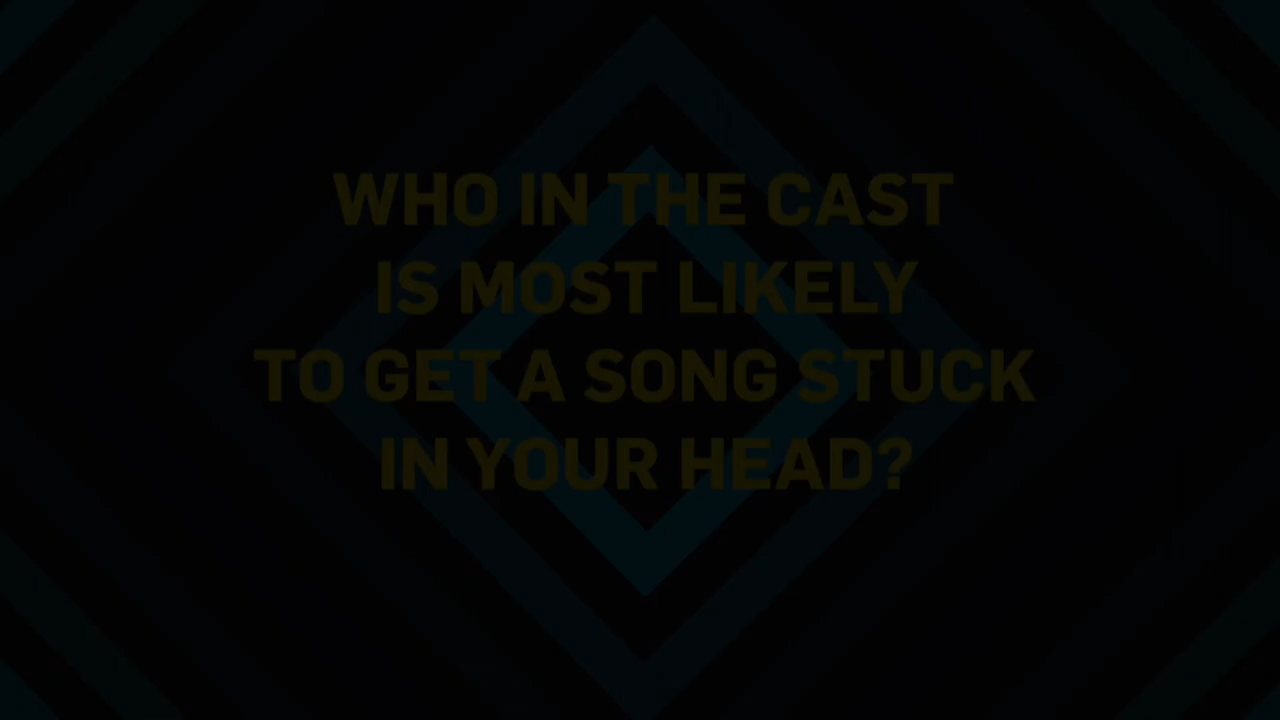 WHO IN THE CAST
IS MOST LIKELY
TO GET A SONG STUCK
IN YOUR HEAD?